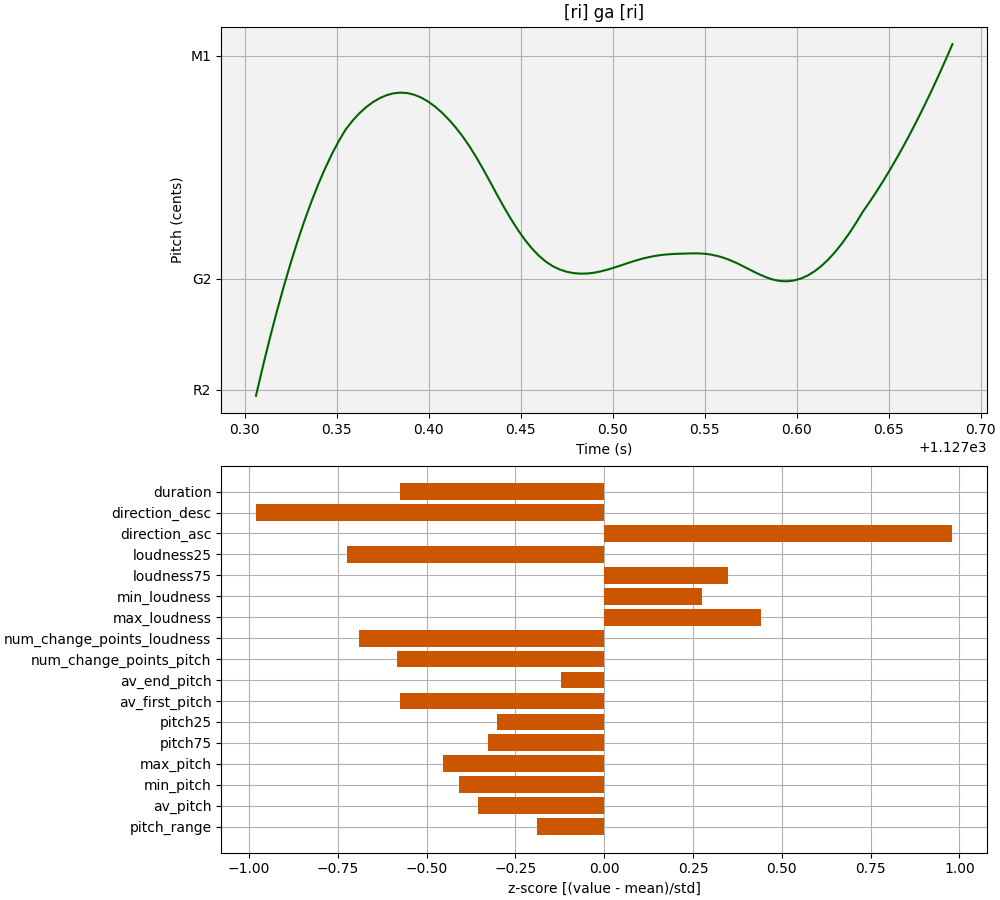 [ri] ga [ri]
M1
G2
R2
Pitch (cents)
0.30 0.35 0.40 0.45 0.50 0.55 0.60 0.65 0.70
Time (s)
+1.127e3
duration
direction_desc
direction_asc
loudness25
loudness75
min_loudness
max_loudness
num_change_points_loudness
num_change_points_pitch
av_end_pitch
av_first_pitch
pitch25
pitch75
max_pitch
min_pitch
av_pitch
pitch_range
−1.00 −0.75 −0.50 −0.25 0.00 0.25 0.50 0.75 1.00
z-score [(value - mean)/std]